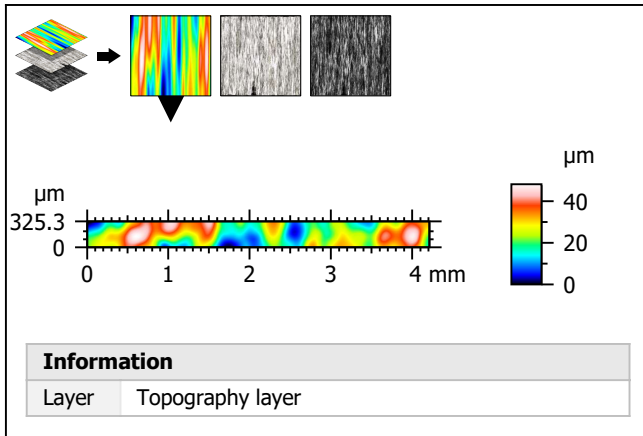 µm
µm
325.3
0
0 1 2 3 4 mm
40
20
0
Information
Layer Topography layer